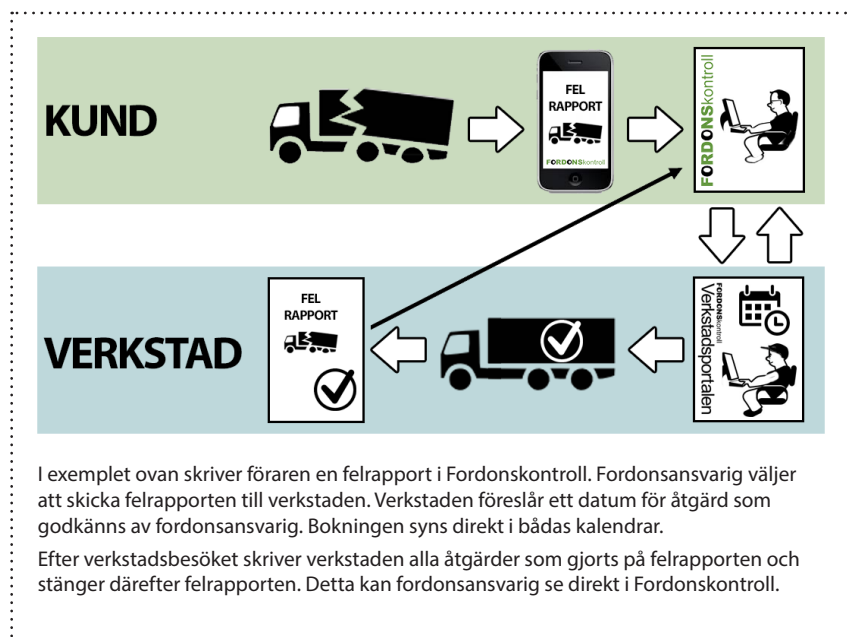 KUND
FEL
RAPPORT
FORDONSkontroll
FORDONSkontroll
VERKSTAD
FEL
RAPPORT
FORDONSkontroll
Verkstadsportalen
I exemplet ovan skriver föraren en felrapport i Fordonskontroll. Fordonsansvarig väljer
att skicka felrapporten till verkstaden. Verkstaden föreslår ett datum för åtgärd som
godkänns av fordonsansvarig. Bokningen syns direkt i bådas kalendrar.
Efter verkstadsbesöket skriver verkstaden alla åtgärder som gjorts på felrapporten och
stänger därefter felrapporten. Detta kan fordonsansvarig se direkt i Fordonskontroll.